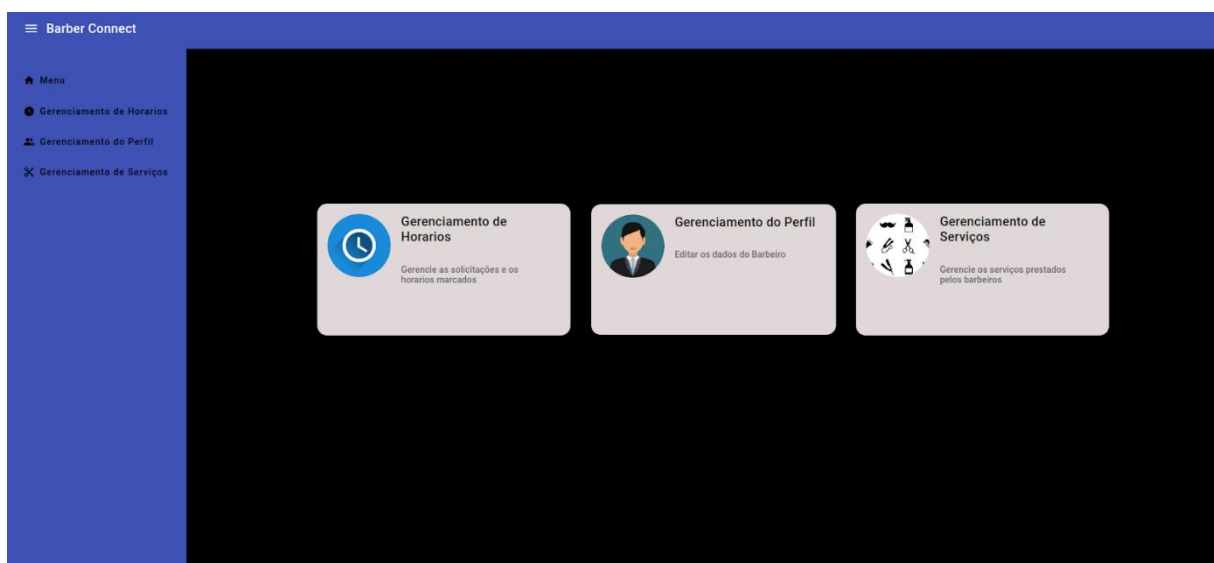 Barber Connect
Menu
Gerenciamento de Horarios
Gerenciamento do Perfil
Gerenciamento de Serviços
Gerenciamento de
Horarios
Gerencie as solicitações e os
horarios marcados
Gerenciamento do Perfil
Editar os dados do Barbeiro
Gerenciamento de
Serviços
Gerencie os serviços prestados
pelos barbeiros